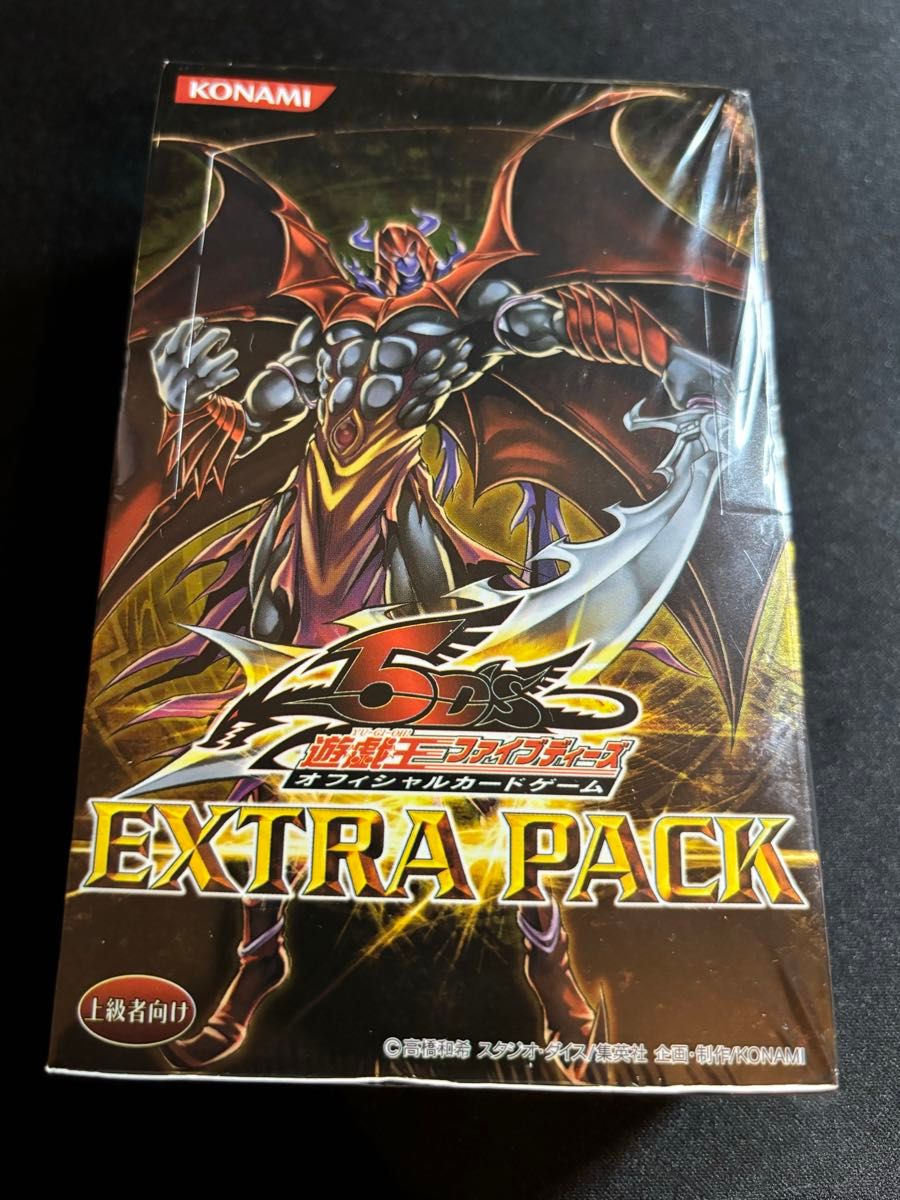 KONAMI
5D's
YU-GI-OH!
遊戯王ファイブディーズ
オフィシャルカードゲーム
EXTRA PACK
上級者向け
©高橋和希 スタジオ・ダイス/集英社 企画・制作/KONAMI